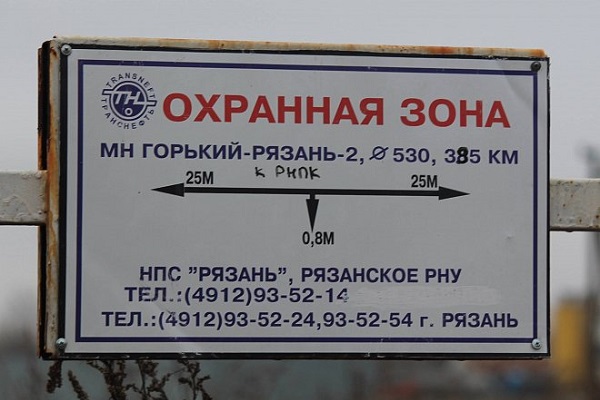 TRANSNEFT
ТН
ТРАНСНЕФТЬ
ОХРАННАЯ ЗОНА
МН ГОРЬКИЙ-РЯЗАНЬ-2, ⌀ 530, 385 КМ
к РНПК
25М 25М
0,8М
НПС "РЯЗАНЬ", РЯЗАНСКОЕ РНУ
ТЕЛ.:(4912)93-52-14
ТЕЛ.:(4912)93-52-24,93-52-54 г. РЯЗАНЬ